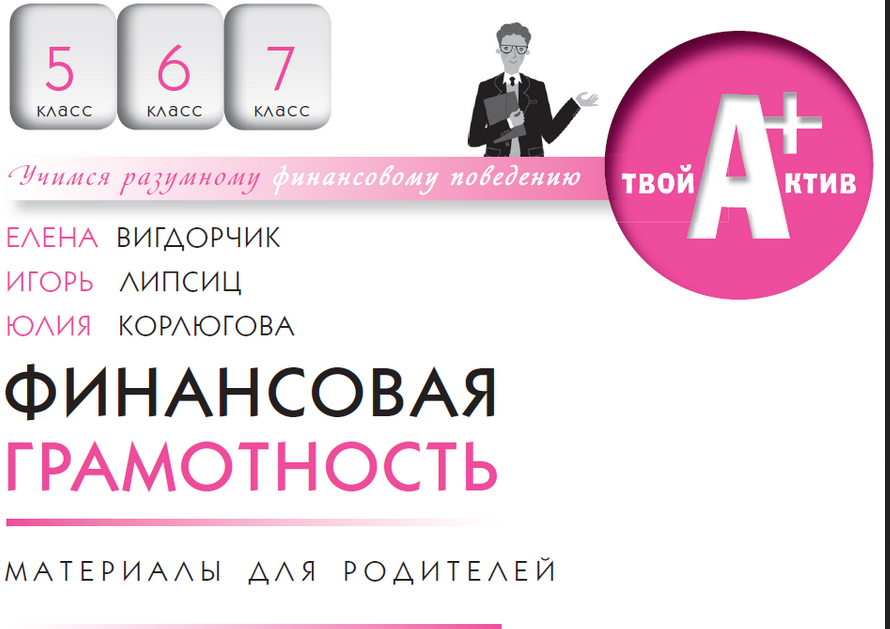 5 6 7
класс класс класс
Учимся разумному финансовому поведению
ТВОЙ А+КТИВ
ЕЛЕНА ВИГДОРЧИК
ИГОРЬ ЛИПСИЦ
ЮЛИЯ КОРЛЮГОВА
ФИНАНСОВАЯ
ГРАМОТНОСТЬ
МАТЕРИАЛЫ ДЛЯ РОДИТЕЛЕЙ